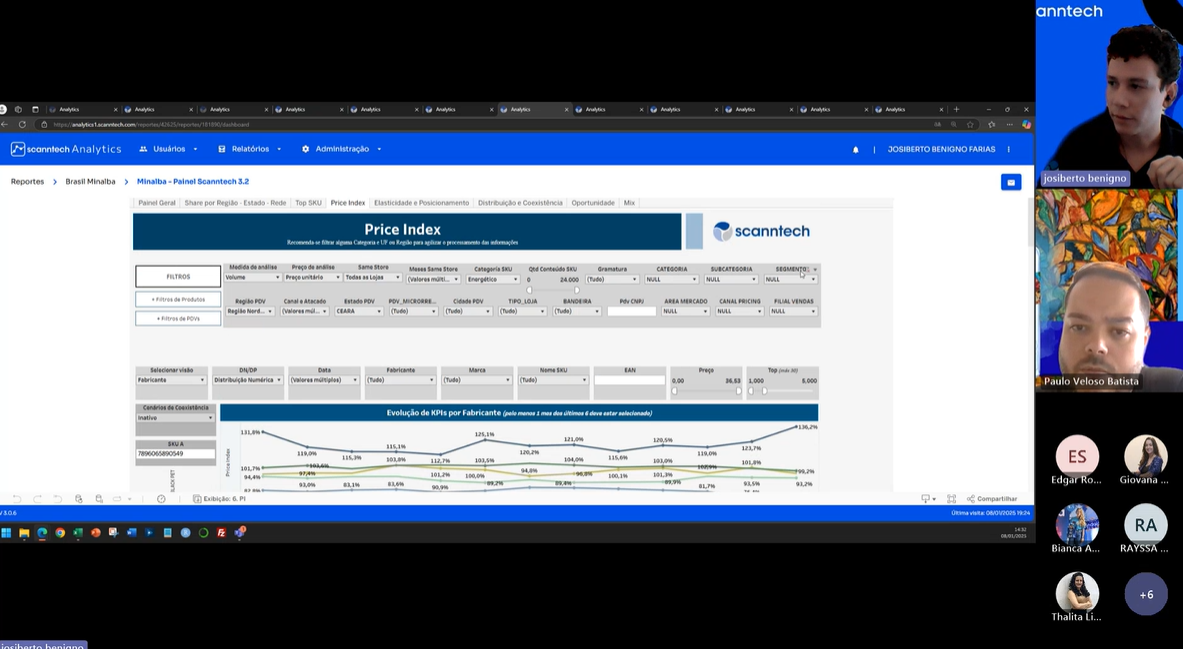 anntech
Analytics
Analytics
Analytics
Analytics
Analytics
Analytics
Analytics
Analytics
Analytics
Analytics
Analytics
Analytics
https://analytics1.scanntech.com/reportes/42625/reportes/181890/dashboard
scanntech Analytics
Usuários
Relatórios
Administração
JOSIBERTO BENIGNO FARIAS
josiberto benigno
Reportes > Brasil Minalba > Minalba - Painel Scanntech 3.2
Painel Geral
Share por Região - Estado - Rede
Top SKU
Price Index
Elasticidade e Posicionamento
Distribuição e Coexistência
Oportunidade
Mix
Price Index
Recomenda-se filtrar alguma Categoria e UF ou Região para agilizar o processamento das informações
scanntech
FILTROS
+ Filtros de Produtos
+ Filtros de PDVs
Medida de análise
Preço de análise
Same Store
Meses Same Store
Categoria SKU
Qtd Conteúdo SKU
Gramatura
CATEGORIA
SUBCATEGORIA
SEGMENTO
Volume
Preço unitário
Todas as Lojas
(Valores múlti...
Energético
0
24.000
(Tudo)
NULL
NULL
NULL
Região PDV
Canal e Atacado
Estado PDV
PDV_MICRORRE...
Cidade PDV
TIPO_LOJA
BANDEIRA
Pdv CNPJ
AREA MERCADO
CANAL PRICING
FILIAL VENDAS
Região Nord...
(Valores múl...
CEARA
(Tudo)
(Tudo)
(Tudo)
(Tudo)
NULL
NULL
NULL
Selecionar visão
DN/DP
Data
Fabricante
Marca
Nome SKU
EAN
Preço
Top (máx 30)
Fabricante
Distribuição Numérica
(Valores múltiplos)
(Tudo)
(Tudo)
(Tudo)
0,00
36,53
1,000
5,000
Cenários da Coexistência
Inativo
SKU A
7896065890549
Evolução de KPIs por Fabricante (pelo menos 1 mes dos últimos 6 deve estar selecionado)
Price Index
131,8%
119,0%
115,3%
115,1%
112,7%
125,1%
120,2%
121,0%
115,6%
120,5%
119,0%
123,7%
136,2%
101,7%
103,6%
103,8%
101,2%
103,5%
94,8%
104,0%
100,1%
103,0%
102,9%
101,8%
99,2%
94,4%
97,4%
100,0%
101,3%
93,0%
83,1%
83,6%
90,9%
89,2%
89,4%
89,9%
81,7%
93,5%
93,2%
Exibição: 6. PI
Compartilhar
V 3.0.6
Última visita: 08/01/2025 19:24
14:32
08/01/2025
Paulo Veloso Batista
ES
Edgar Ro...
Giovana ...
Bianca A...
RA
RAYSSA ...
Thalita Li...
+6
josiberto benigno